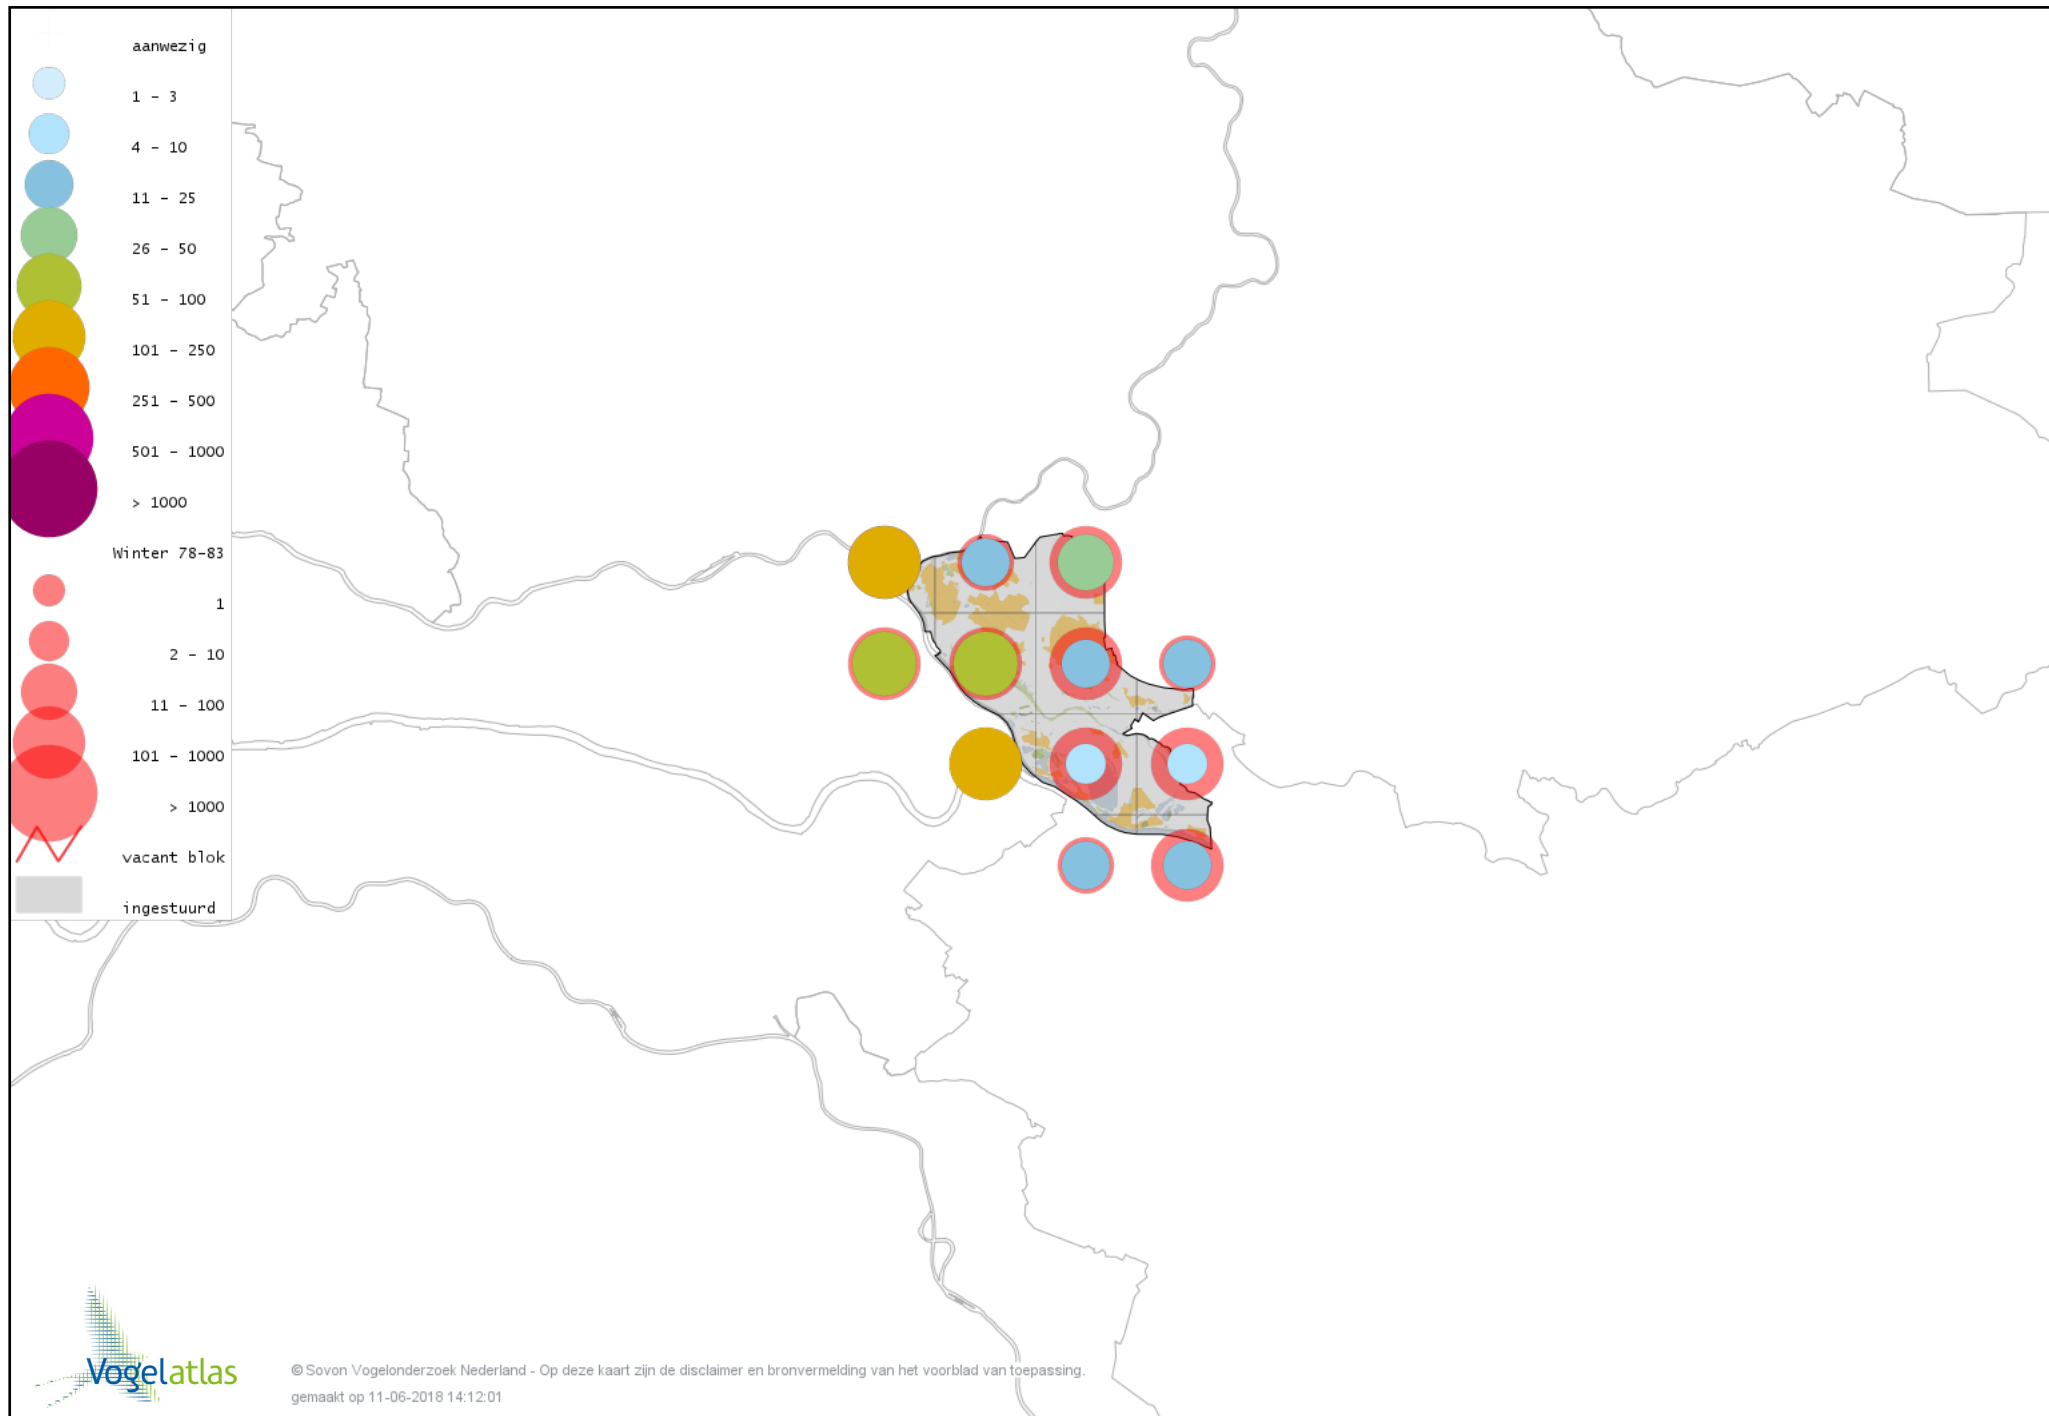 aanwezig
1 - 3
4 - 10
11 - 25
26 - 50
51 - 100
101 - 250
251 - 500
501 - 1000
> 1000
Winter 78-83
1
2 - 10
11 - 100
101 - 1000
> 1000
vacant blok
ingestuurd
Vogelatlas
© Sovon Vogelonderzoek Nederland - Op deze kaart zijn de disclaimer en bronvermelding van het voorblad van toepassing.
gemaakt op 11-06-2018 14:12:01